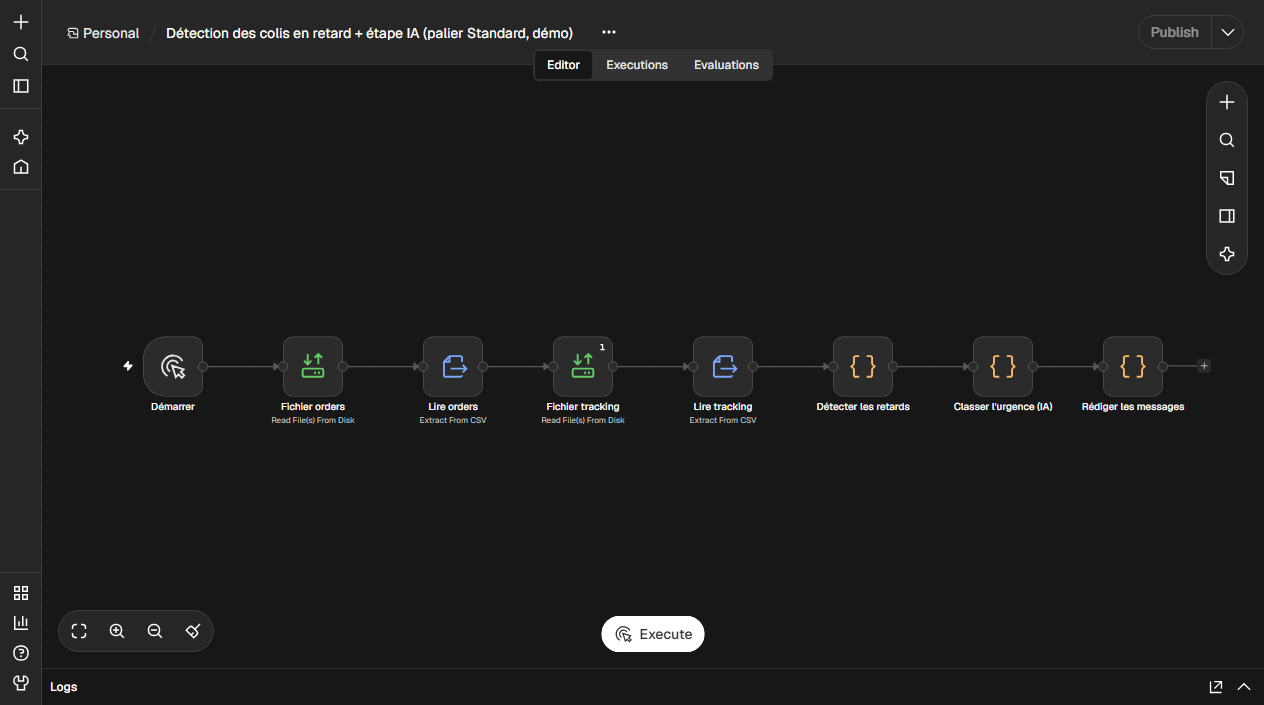 Personal / Détection des colis en retard + étape IA (palier Standard, démo) ...
Publish
Editor Executions Evaluations
1
Démarrer
Fichier orders
Read File(s) From Disk
Lire orders
Extract From CSV
Fichier tracking
Read File(s) From Disk
Lire tracking
Extract From CSV
Détecter les retards
Classer l'urgence (IA)
Rédiger les messages
Execute
Logs